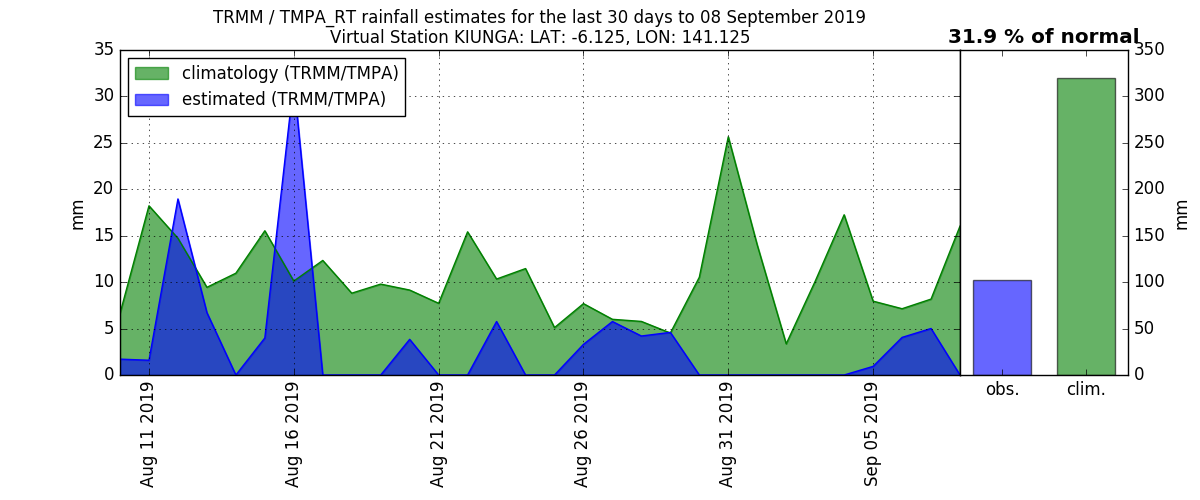 TRMM / TMPA_RT rainfall estimates for the last 30 days to 08 September 2019
Virtual Station KIUNGA: LAT: -6.125, LON: 141.125
31.9 % of normal
climatology (TRMM/TMPA)
estimated (TRMM/TMPA)
35
30
25
20
15
10
5
0
mm
Aug 11 2019
Aug 16 2019
Aug 21 2019
Aug 26 2019
Aug 31 2019
Sep 05 2019
350
300
250
200
150
100
50
0
mm
obs.
clim.